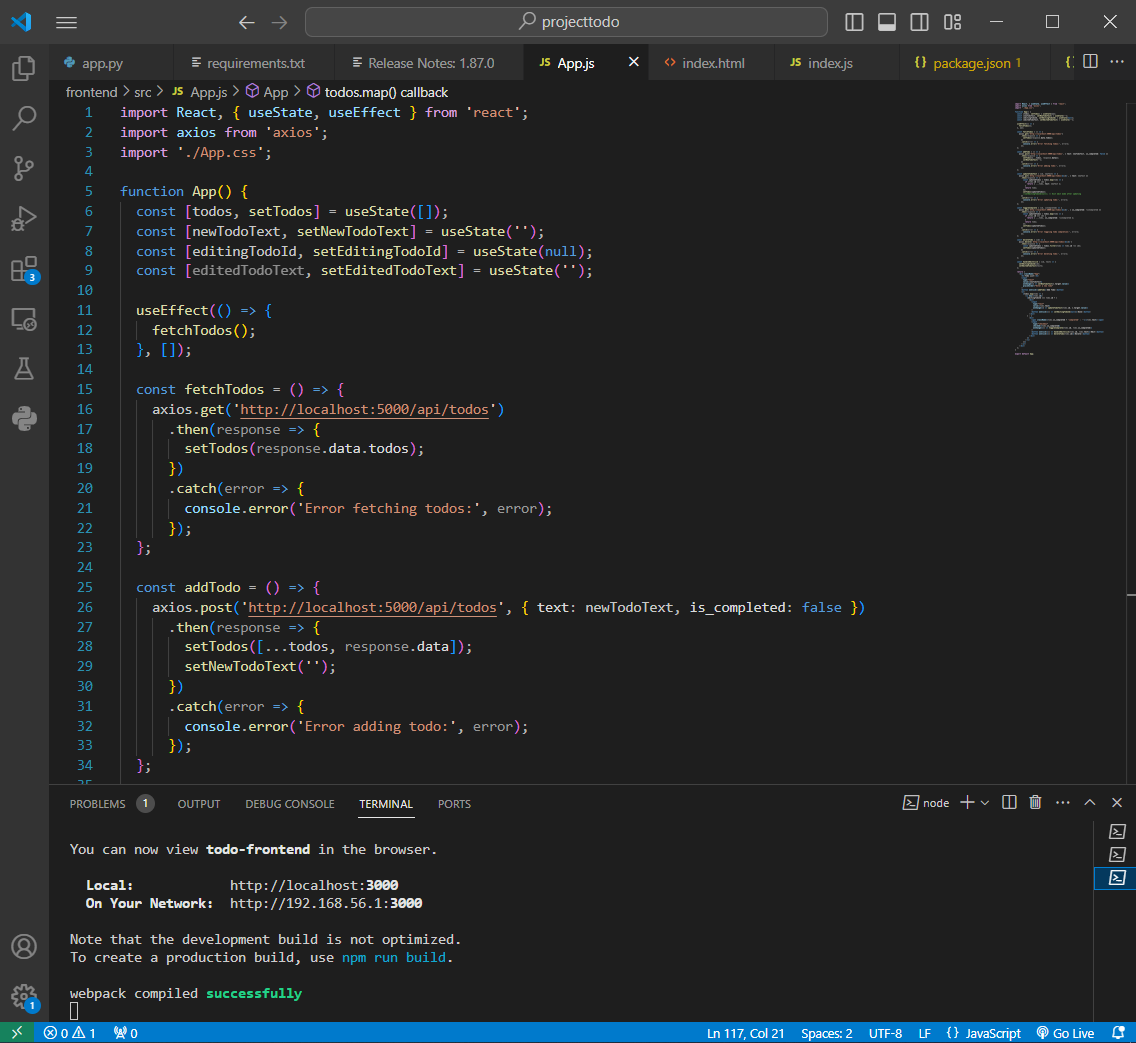 projecttodo
app.py
requirements.txt
Release Notes: 1.87.0
JS App.js
<> index.html
JS index.js
{} package.json 1
frontend > src > JS App.js > App > todos.map() callback
1 import React, { useState, useEffect } from 'react';
2 import axios from 'axios';
3 import './App.css';
4
5 function App() {
6 const [todos, setTodos] = useState([]);
7 const [newTodoText, setNewTodoText] = useState('');
8 const [editingTodoId, setEditingTodoId] = useState(null);
9 const [editedTodoText, setEditedTodoText] = useState('');
10
11 useEffect(() => {
12 fetchTodos();
13 }, []);
14
15 const fetchTodos = () => {
16 axios.get('http://localhost:5000/api/todos')
17 .then(response => {
18 setTodos(response.data.todos);
19 })
20 .catch(error => {
21 console.error('Error fetching todos:', error);
22 });
23 };
24
25 const addTodo = () => {
26 axios.post('http://localhost:5000/api/todos', { text: newTodoText, is_completed: false })
27 .then(response => {
28 setTodos([...todos, response.data]);
29 setNewTodoText('');
30 })
31 .catch(error => {
32 console.error('Error adding todo:', error);
33 });
34 };
35
3
PROBLEMS 1 OUTPUT DEBUG CONSOLE TERMINAL PORTS
node
You can now view todo-frontend in the browser.
Local: http://localhost:3000
On Your Network: http://192.168.56.1:3000
Note that the development build is not optimized.
To create a production build, use npm run build.
webpack compiled successfully
1
0 1 0 Ln 117, Col 21 Spaces: 2 UTF-8 LF {} JavaScript Go Live